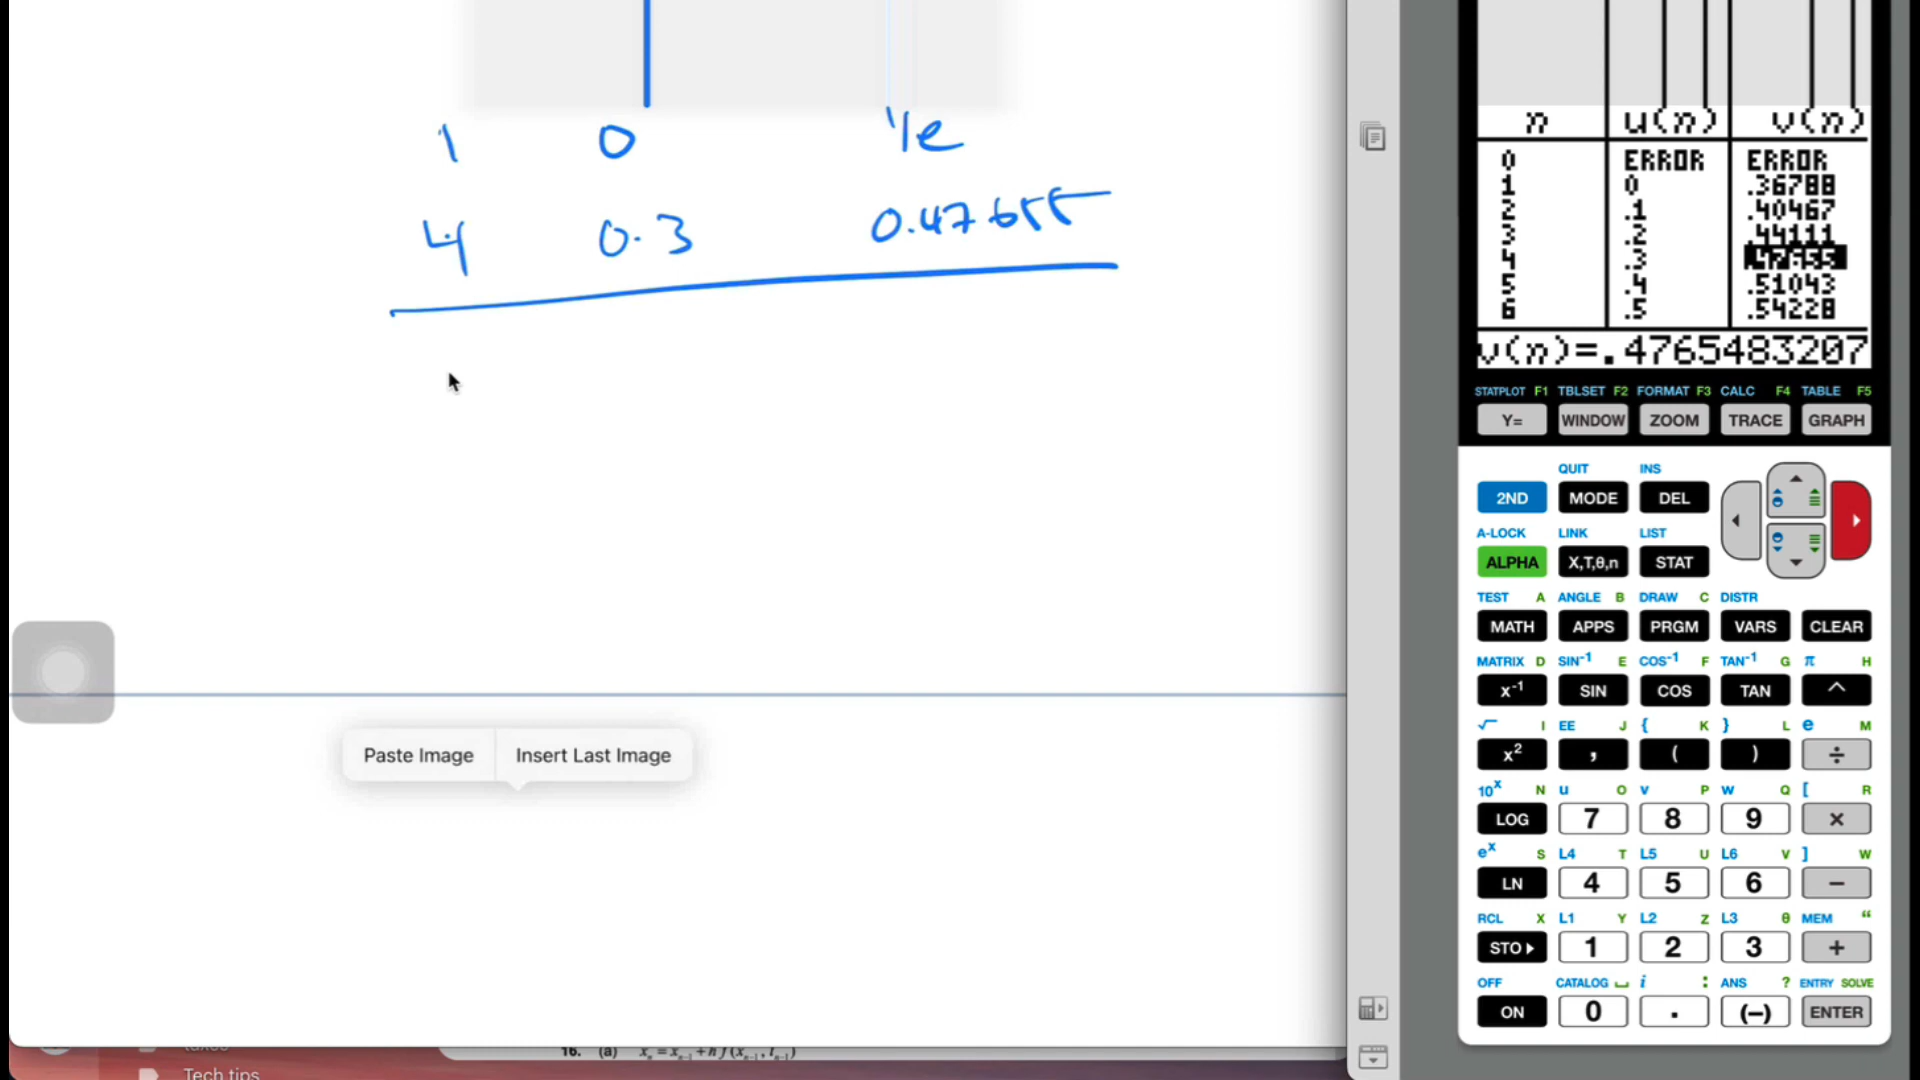 1 0 1/e
4 0.3 0.47655
Paste Image
Insert Last Image
Tech tips
16. (a)
n u(n) v(n)
0 ERROR ERROR
1 0 .36788
2 .1 .40467
3 .2 .44111
4 .3
5 .4 .51043
6 .5 .54228
v(n)=.4765483207
STATPLOT F1 TBLSET F2 FORMAT F3 CALC F4 TABLE F5
Y= WINDOW ZOOM TRACE GRAPH
QUIT INS
2ND MODE DEL
A-LOCK LINK LIST
ALPHA X,T,θ,n STAT
TEST A ANGLE B DRAW C DISTR
MATH APPS PRGM VARS CLEAR
MATRIX D SIN⁻¹ E COS⁻¹ F TAN⁻¹ G π H
x⁻¹ SIN COS TAN ^
√ I EE J { K } L e M
x² , ( ) ÷
10ˣ N u O v P w Q [ R
LOG 7 8 9 ×
eˣ S L4 T L5 U L6 V ] W
LN 4 5 6 −
RCL X L1 Y L2 Z L3 θ MEM “
STO▸ 1 2 3 +
OFF CATALOG ⎵ i : ANS ? ENTRY SOLVE
ON 0 . (−) ENTER